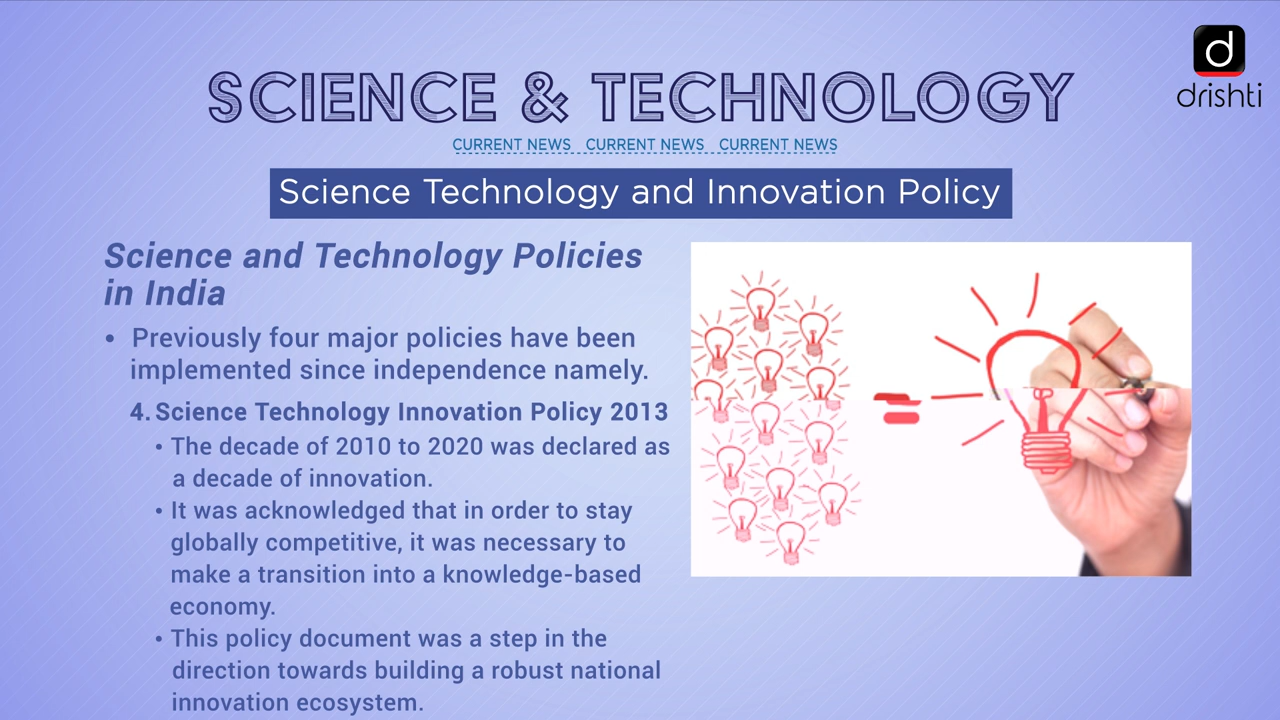 d
drishti
SCIENCE & TECHNOLOGY
CURRENT NEWS CURRENT NEWS CURRENT NEWS
Science Technology and Innovation Policy
Science and Technology Policies
in India
• Previously four major policies have been
implemented since independence namely.
4. Science Technology Innovation Policy 2013
• The decade of 2010 to 2020 was declared as
a decade of innovation.
• It was acknowledged that in order to stay
globally competitive, it was necessary to
make a transition into a knowledge-based
economy.
• This policy document was a step in the
direction towards building a robust national
innovation ecosystem.